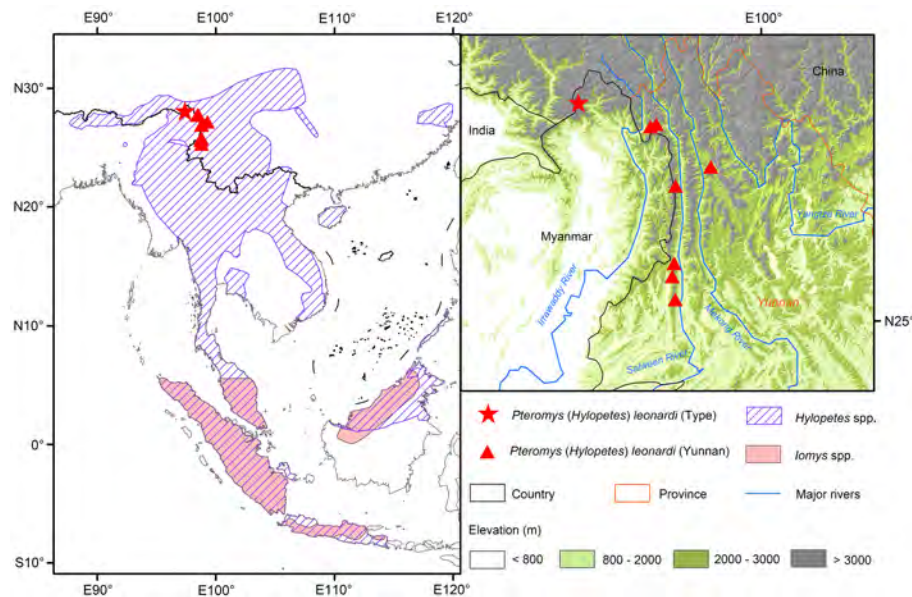 E90° E100° E110° E120°
E100°
N30°
N20°
N10°
0°
S10°
E90° E100° E110° E120°
China
India
Myanmar
Irrawaddy River
Salween River
Mekong River
Yangtze River
Yunnan
N25°
Pteromys (Hylopetes) leonardi (Type)
Hylopetes spp.
Pteromys (Hylopetes) leonardi (Yunnan)
Iomys spp.
Country Province Major rivers
Elevation (m)
< 800 800 - 2000 2000 - 3000 > 3000